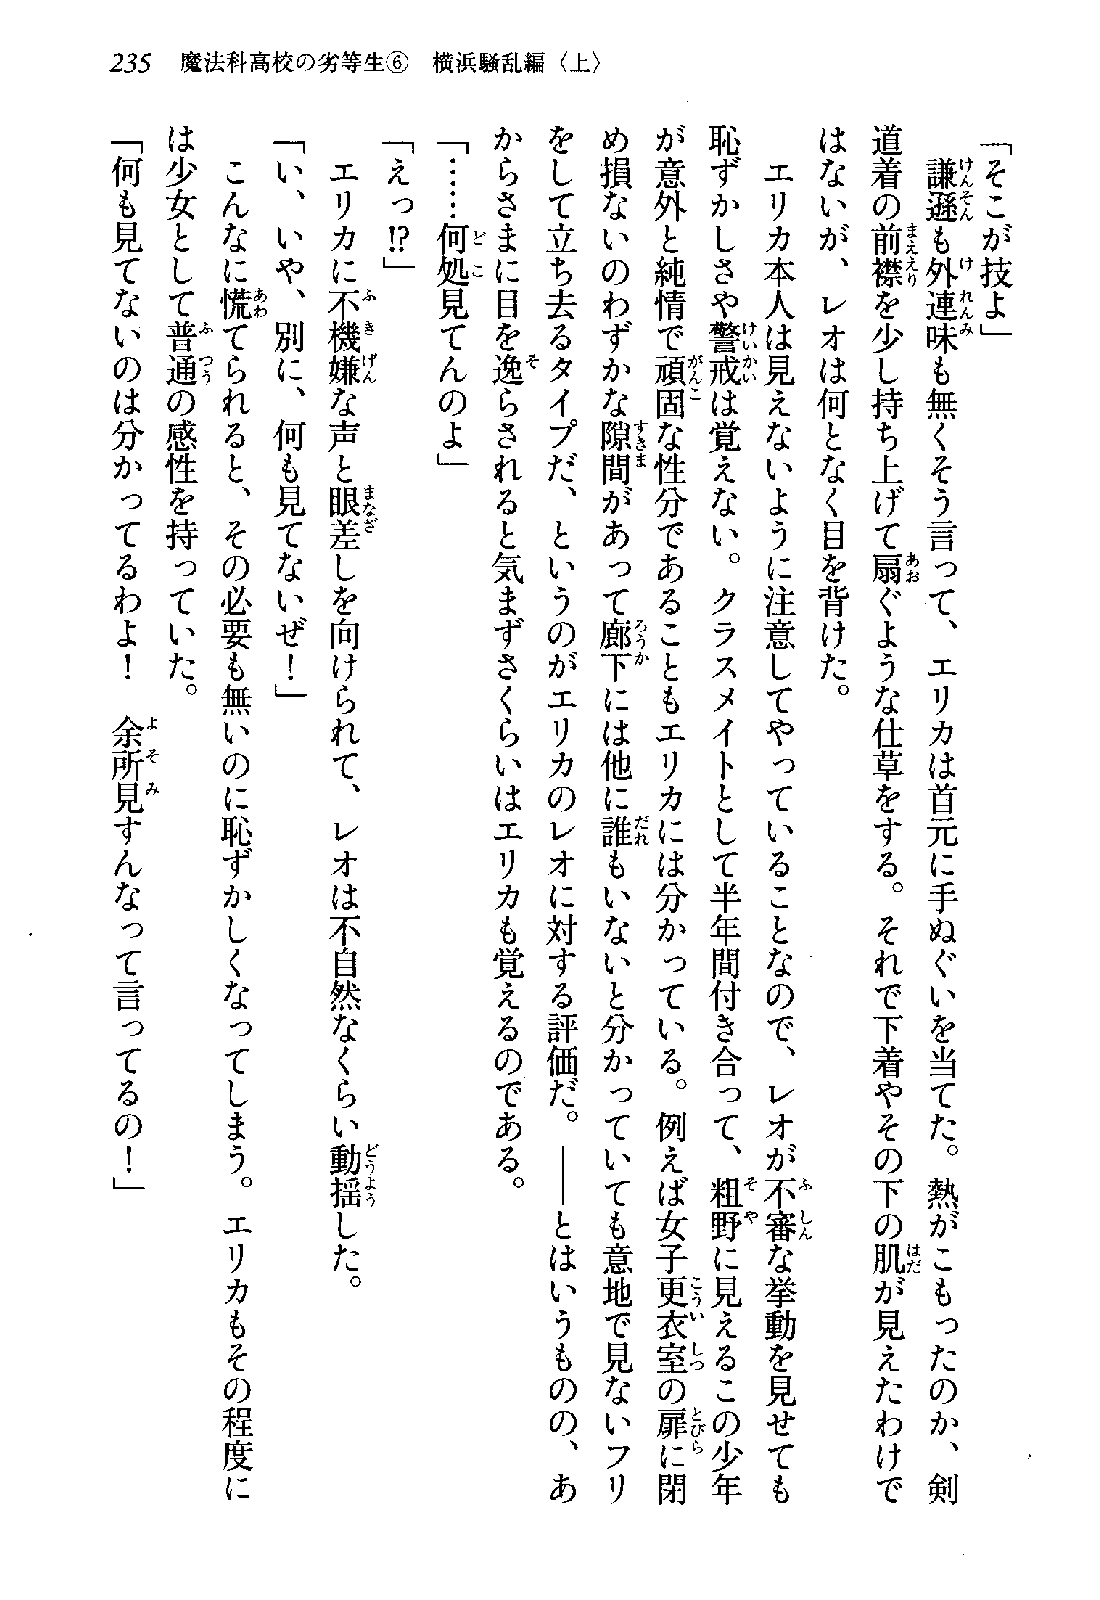 235　魔法科高校の劣等生⑥　横浜騒乱編〈上〉
「そこが技よ」
　謙遜も外連味も無くそう言って、エリカは首元に手ぬぐいを当てた。熱がこもったのか、剣
道着の前襟を少し持ち上げて扇ぐような仕草をする。それで下着やその下の肌が見えたわけで
はないが、レオは何となく目を背けた。
　エリカ本人は見えないように注意してやっていることなので、レオが不審な挙動を見せても
恥ずかしさや警戒は覚えない。クラスメイトとして半年間付き合って、粗野に見えるこの少年
が意外と純情で頑固な性分であることもエリカには分かっている。例えば女子更衣室の扉に閉
め損ないのわずかな隙間があって廊下には他に誰もいないと分かっていても意地で見ないフリ
をして立ち去るタイプだ、というのがエリカのレオに対する評価だ。――とはいうものの、あ
からさまに目を逸らされると気まずさくらいはエリカも覚えるのである。
「……何処見てんのよ」
「えっ!?」
　エリカに不機嫌な声と眼差しを向けられて、レオは不自然なくらい動揺した。
「い、いや、別に、何も見てないぜ！」
　こんなに慌てられると、その必要も無いのに恥ずかしくなってしまう。エリカもその程度に
は少女として普通の感性を持っていた。
「何も見てないのは分かってるわよ！　余所見すんなって言ってるの！」